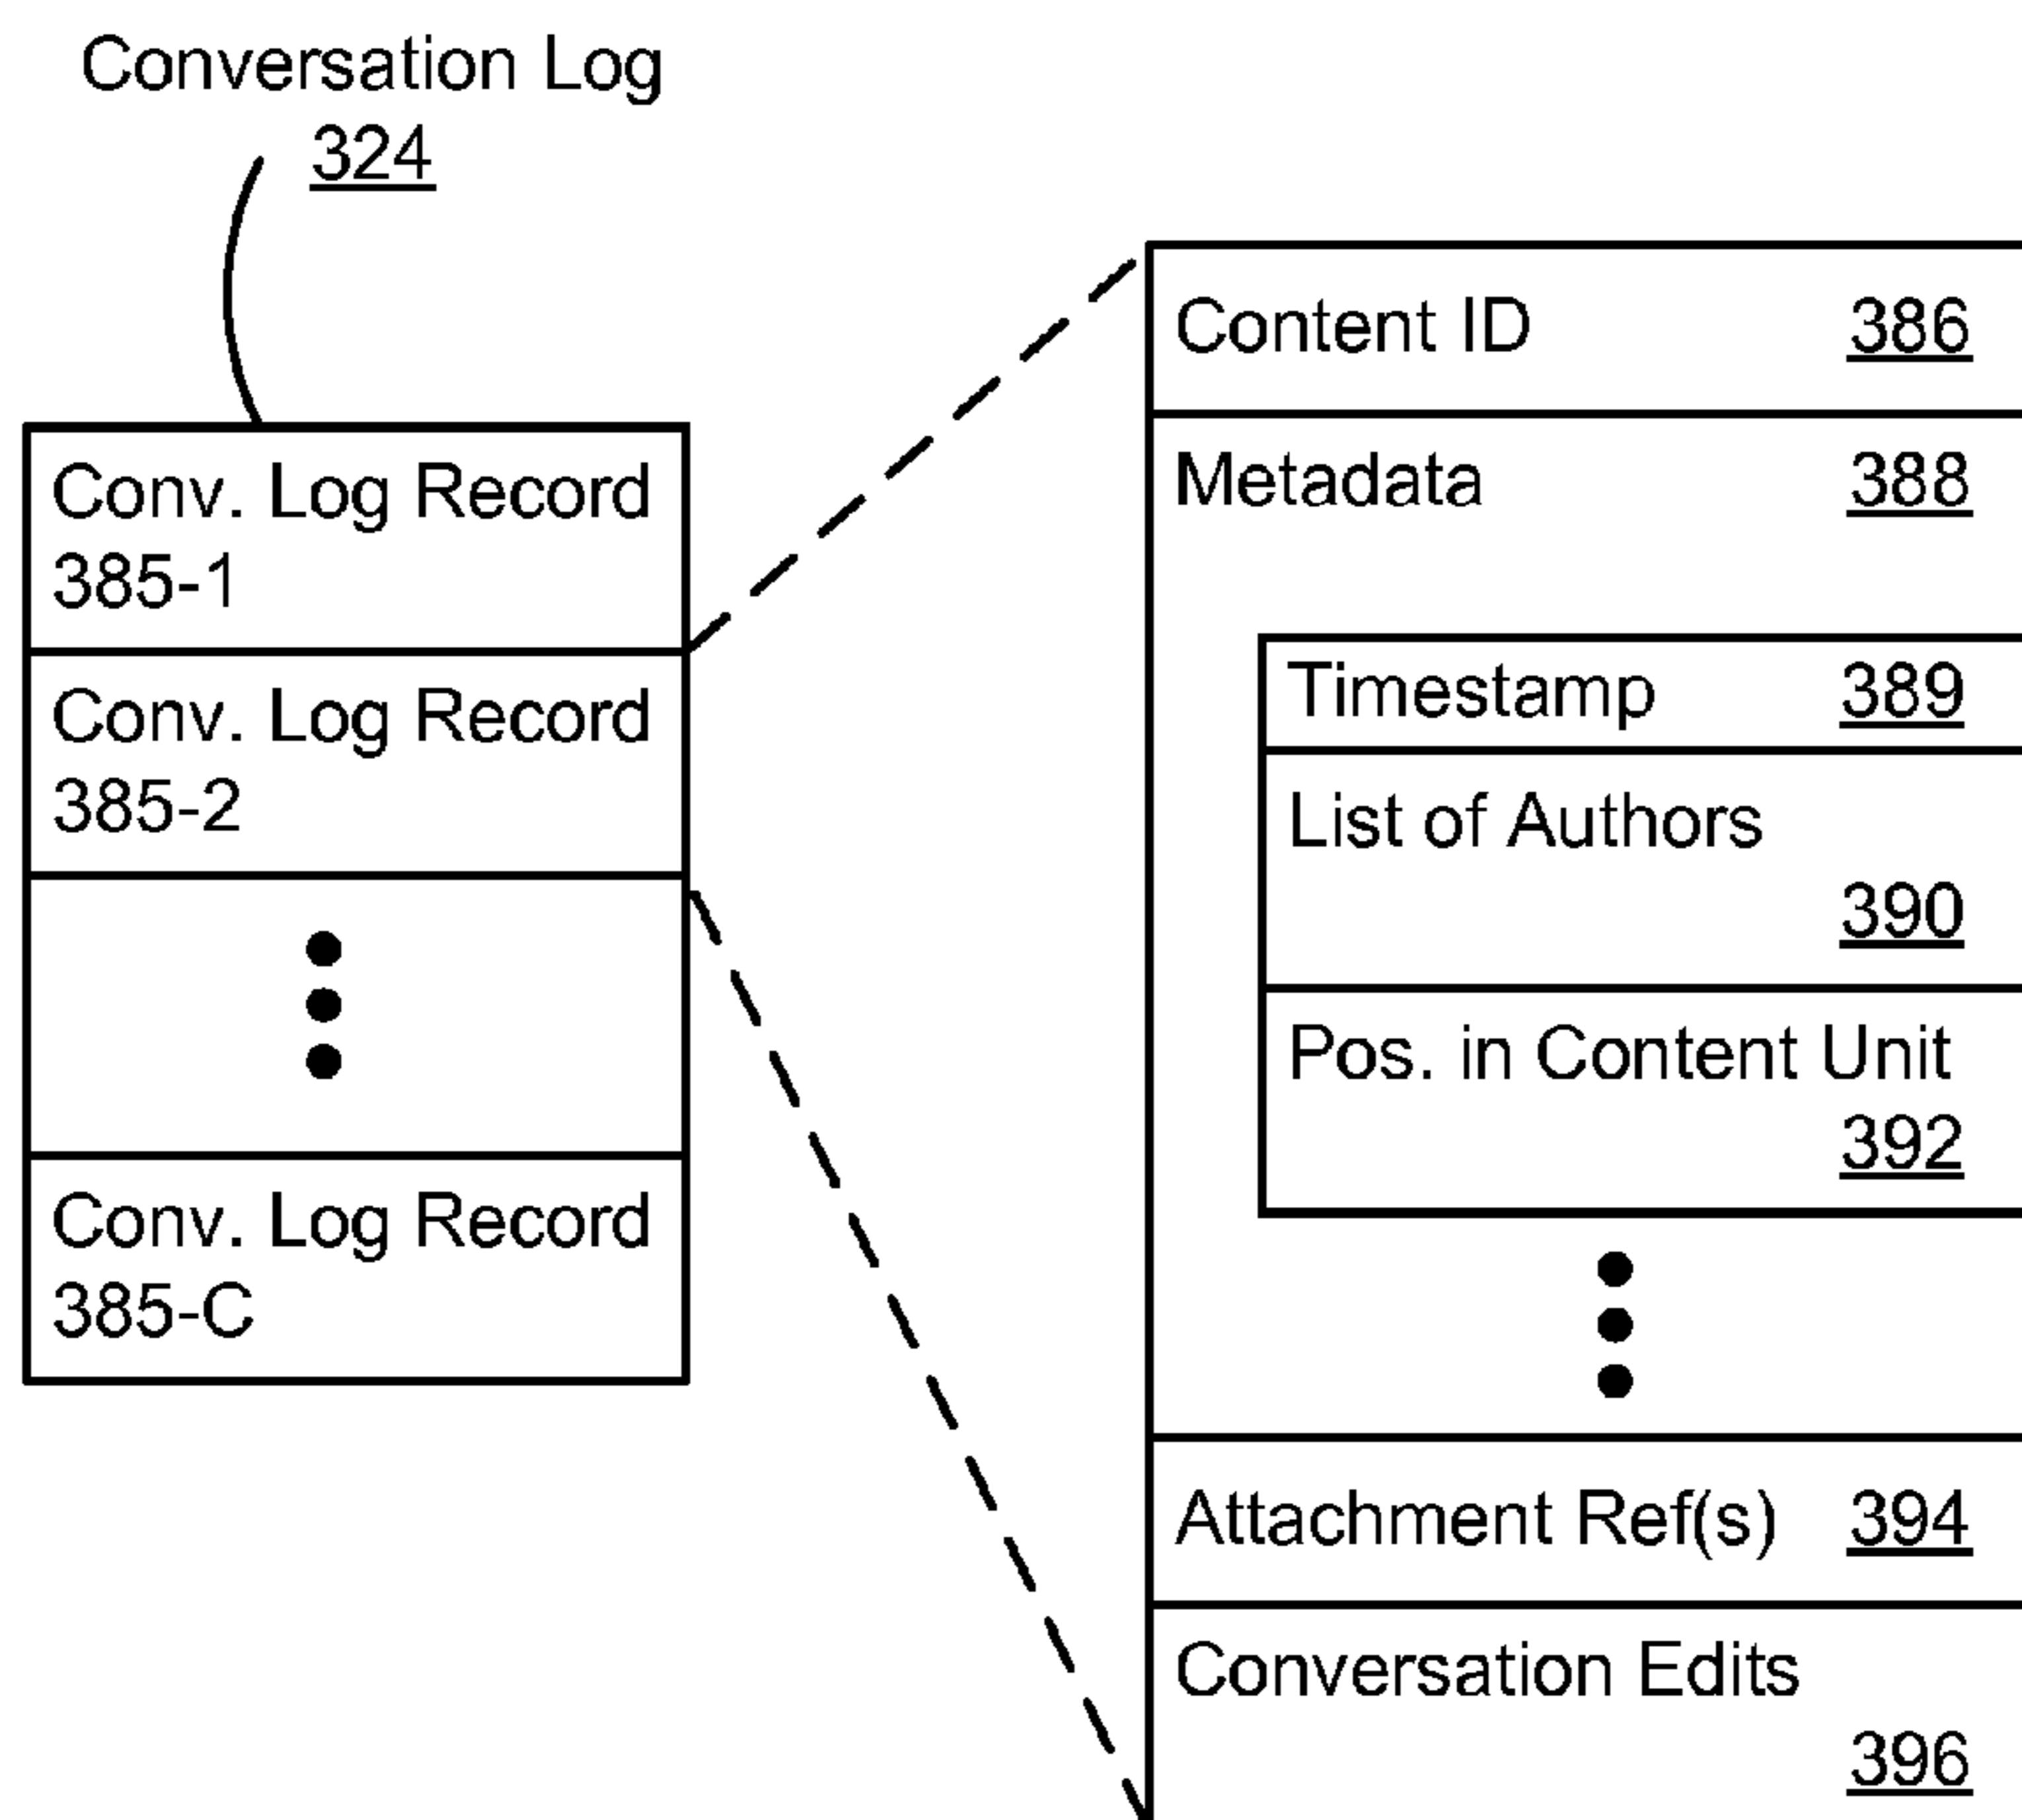 Conversation Log
324
Conv. Log Record
385-1
Conv. Log Record
385-2
Conv. Log Record
385-C
Content ID 386
Metadata 388
Timestamp 389
List of Authors
390
Pos. in Content Unit
392
Attachment Ref(s) 394
Conversation Edits
396